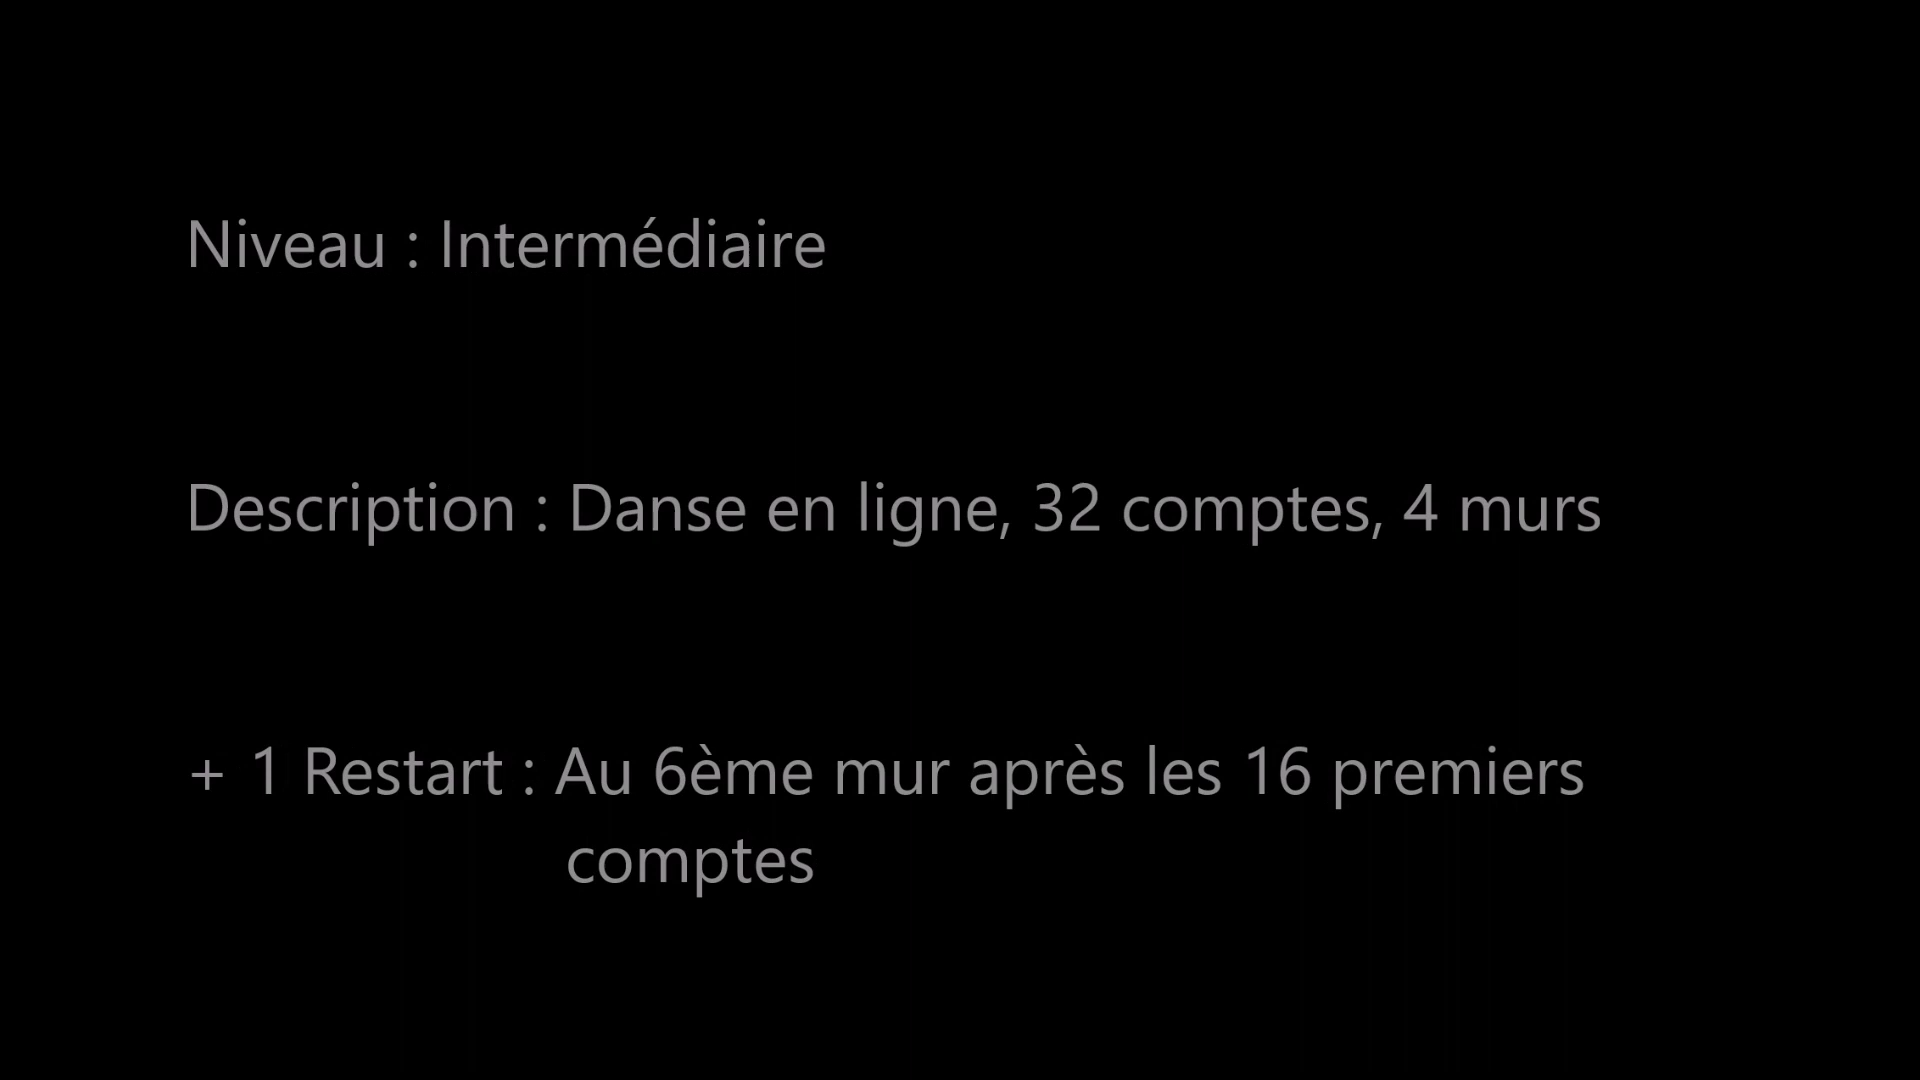 Niveau : Intermédiaire
Description : Danse en ligne, 32 comptes, 4 murs
+ 1 Restart : Au 6ème mur après les 16 premiers
comptes